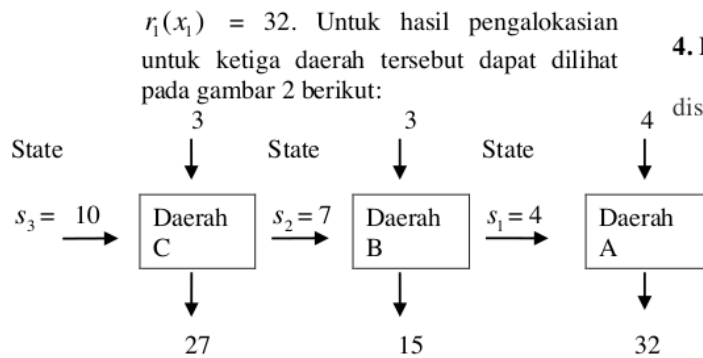 r₁(x₁) = 32. Untuk hasil pengalokasian
untuk ketiga daerah tersebut dapat dilihat
pada gambar 2 berikut:
4.
dis
3 3 4
State State State
s₃ = 10 Daerah C s₂ = 7 Daerah B s₁ = 4 Daerah A
27 15 32